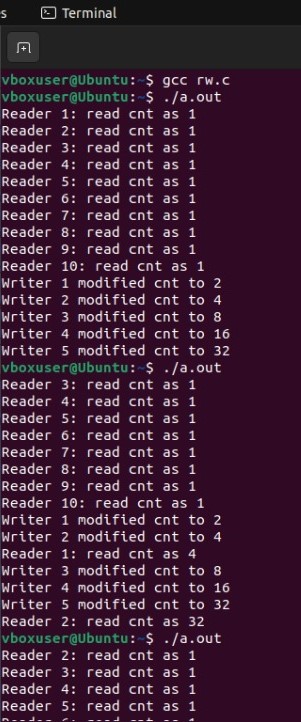 s
Terminal
vboxuser@Ubuntu:~$ gcc rw.c
vboxuser@Ubuntu:~$ ./a.out
Reader 1: read cnt as 1
Reader 2: read cnt as 1
Reader 3: read cnt as 1
Reader 4: read cnt as 1
Reader 5: read cnt as 1
Reader 6: read cnt as 1
Reader 7: read cnt as 1
Reader 8: read cnt as 1
Reader 9: read cnt as 1
Reader 10: read cnt as 1
Writer 1 modified cnt to 2
Writer 2 modified cnt to 4
Writer 3 modified cnt to 8
Writer 4 modified cnt to 16
Writer 5 modified cnt to 32
vboxuser@Ubuntu:~$ ./a.out
Reader 3: read cnt as 1
Reader 4: read cnt as 1
Reader 5: read cnt as 1
Reader 6: read cnt as 1
Reader 7: read cnt as 1
Reader 8: read cnt as 1
Reader 9: read cnt as 1
Reader 10: read cnt as 1
Writer 1 modified cnt to 2
Writer 2 modified cnt to 4
Reader 1: read cnt as 4
Writer 3 modified cnt to 8
Writer 4 modified cnt to 16
Writer 5 modified cnt to 32
Reader 2: read cnt as 32
vboxuser@Ubuntu:~$ ./a.out
Reader 2: read cnt as 1
Reader 3: read cnt as 1
Reader 4: read cnt as 1
Reader 5: read cnt as 1